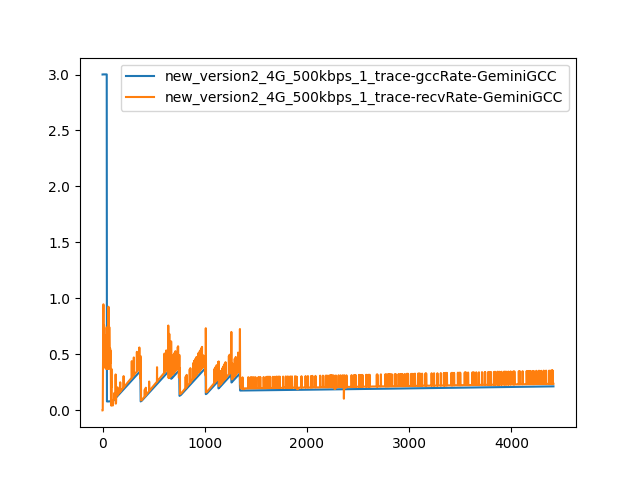 new_version2_4G_500kbps_1_trace-gccRate-GeminiGCC
new_version2_4G_500kbps_1_trace-recvRate-GeminiGCC
3.0
2.5
2.0
1.5
1.0
0.5
0.0
0 1000 2000 3000 4000